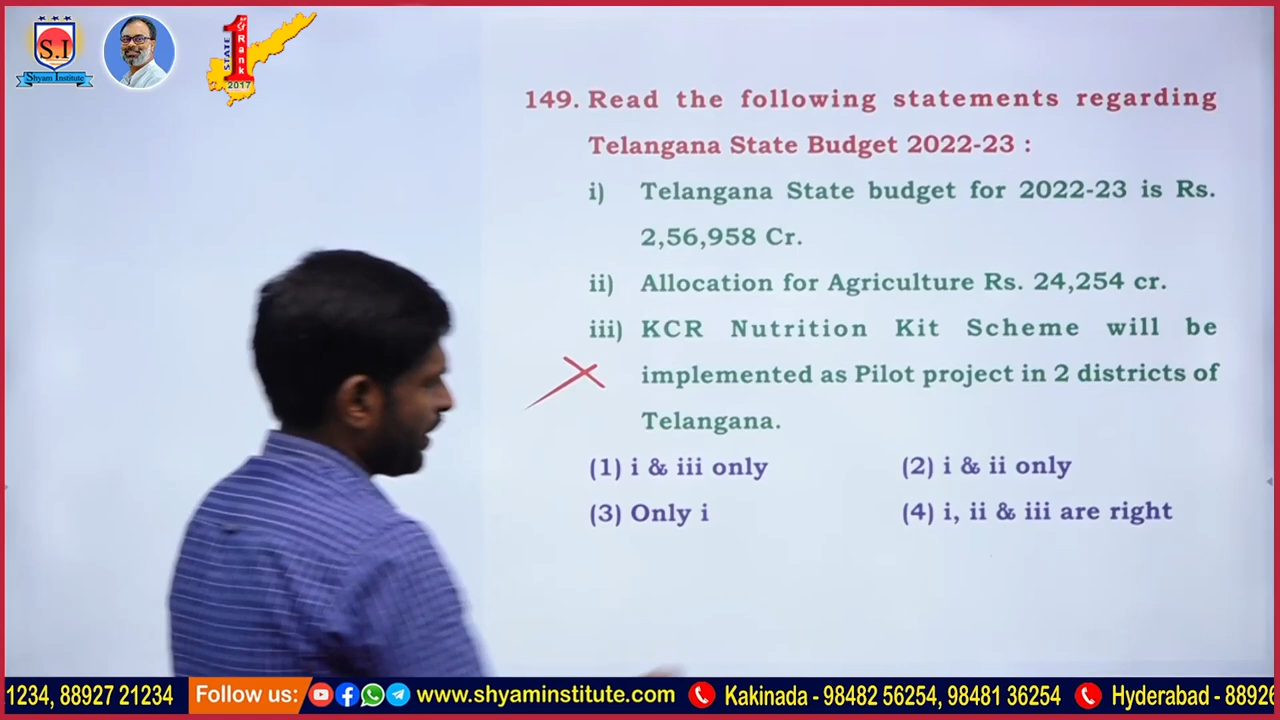 S.I
Shyam Institute
STATE
1
st
Rank
2017
149. Read the following statements regarding
Telangana State Budget 2022-23 :
i) Telangana State budget for 2022-23 is Rs.
2,56,958 Cr.
ii) Allocation for Agriculture Rs. 24,254 cr.
iii) KCR Nutrition Kit Scheme will be
implemented as Pilot project in 2 districts of
Telangana.
(1) i & iii only (2) i & ii only
(3) Only i (4) i, ii & iii are right
1234, 88927 21234 Follow us: www.shyaminstitute.com Kakinada - 98482 56254, 98481 36254 Hyderabad - 88926